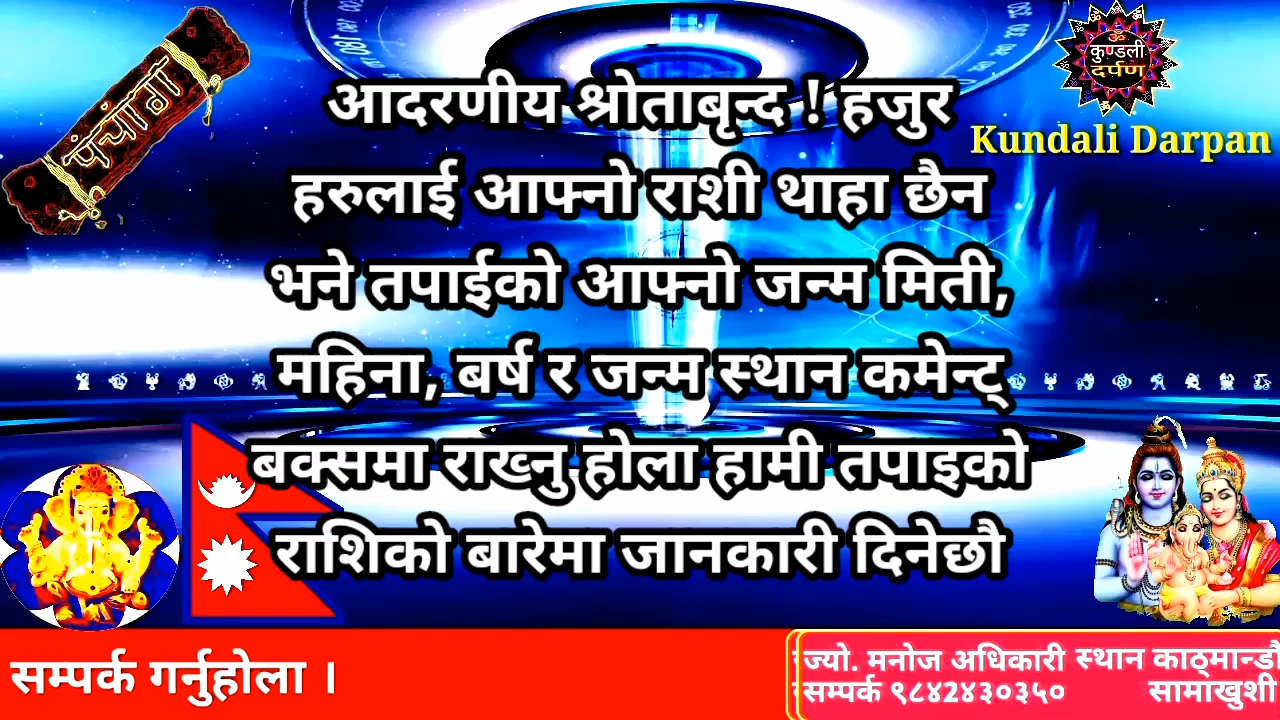 पंचांग
ॐ
कुण्डली
दर्पण
Kundali Darpan
आदरणीय श्रोताबृन्द ! हजुर
हरुलाई आफ्नो राशी थाहा छैन
भने तपाईको आफ्नो जन्म मिती,
महिना, बर्ष र जन्म स्थान कमेन्ट्
बक्समा राख्नु होला हामी तपाइको
राशिको बारेमा जानकारी दिनेछौ
सम्पर्क गर्नुहोला ।
ज्यो. मनोज अधिकारी स्थान काठ्मान्डौ
सम्पर्क ९८४२४३०३५० सामाखुशी